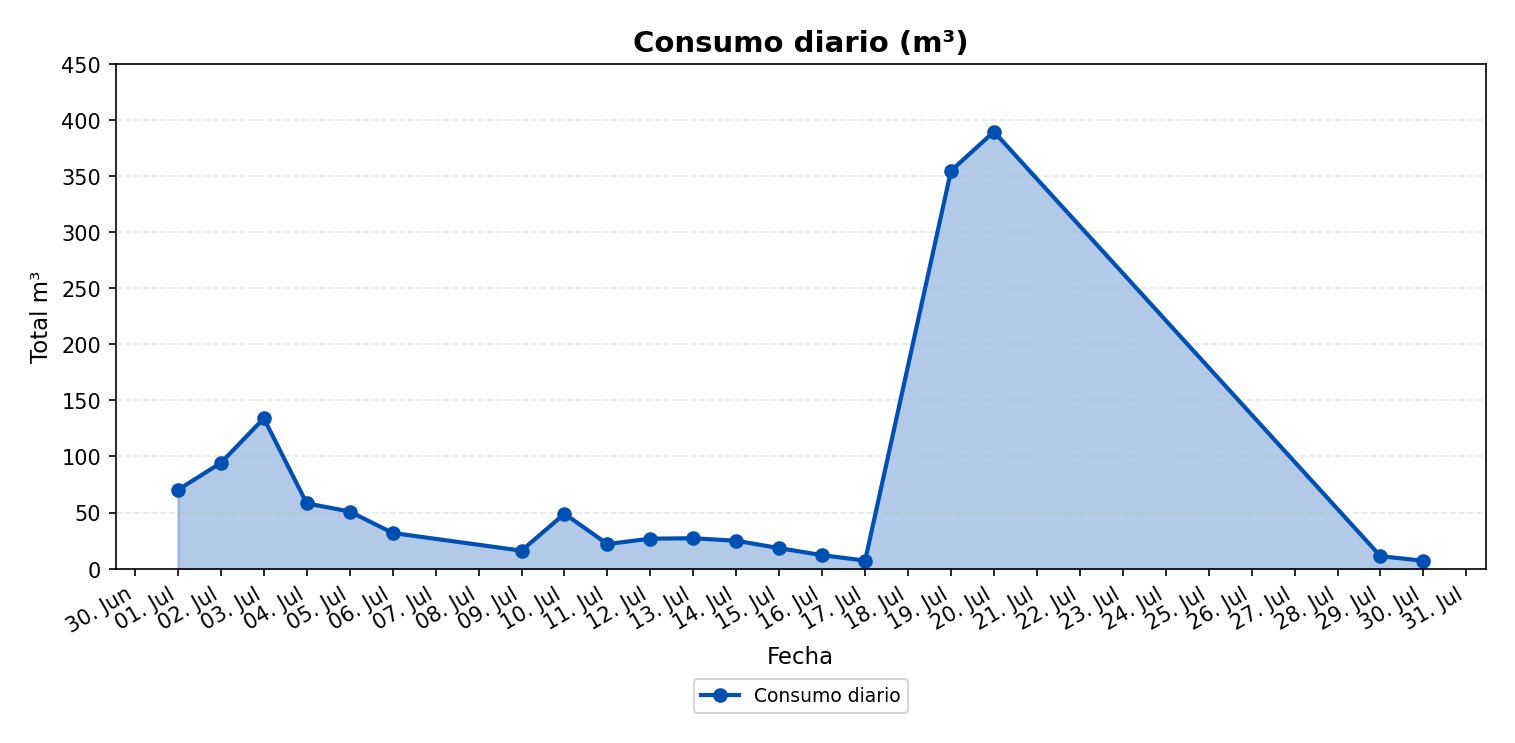 Consumo diario (m³)
450
400
350
300
250
200
150
100
50
0
Total m³
30. Jun
01. Jul
02. Jul
03. Jul
04. Jul
05. Jul
06. Jul
07. Jul
08. Jul
09. Jul
10. Jul
11. Jul
12. Jul
13. Jul
14. Jul
15. Jul
16. Jul
17. Jul
18. Jul
19. Jul
20. Jul
21. Jul
22. Jul
23. Jul
24. Jul
25. Jul
26. Jul
27. Jul
28. Jul
29. Jul
30. Jul
31. Jul
Fecha
Consumo diario